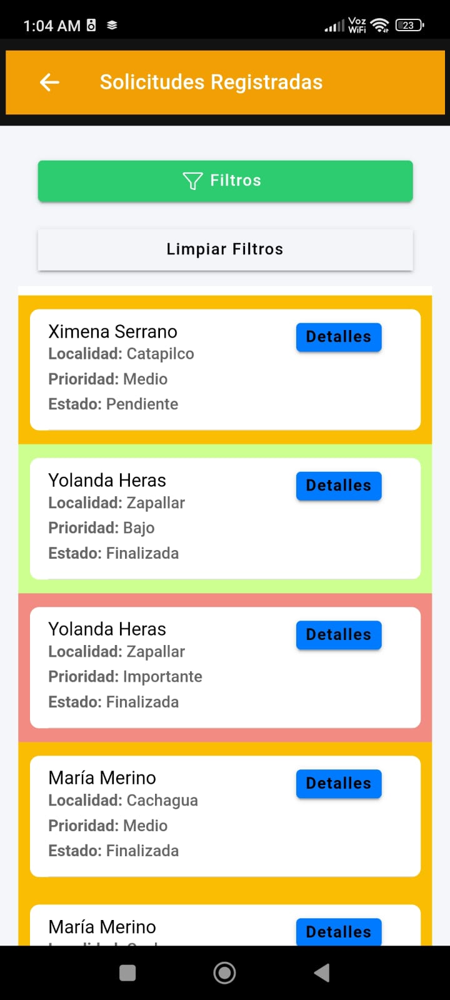 1:04 AM
Voz
WiFi
23
Solicitudes Registradas
Filtros
Limpiar Filtros
Ximena Serrano
Detalles
Localidad: Catapilco
Prioridad: Medio
Estado: Pendiente
Yolanda Heras
Detalles
Localidad: Zapallar
Prioridad: Bajo
Estado: Finalizada
Yolanda Heras
Detalles
Localidad: Zapallar
Prioridad: Importante
Estado: Finalizada
María Merino
Detalles
Localidad: Cachagua
Prioridad: Medio
Estado: Finalizada
María Merino
Detalles